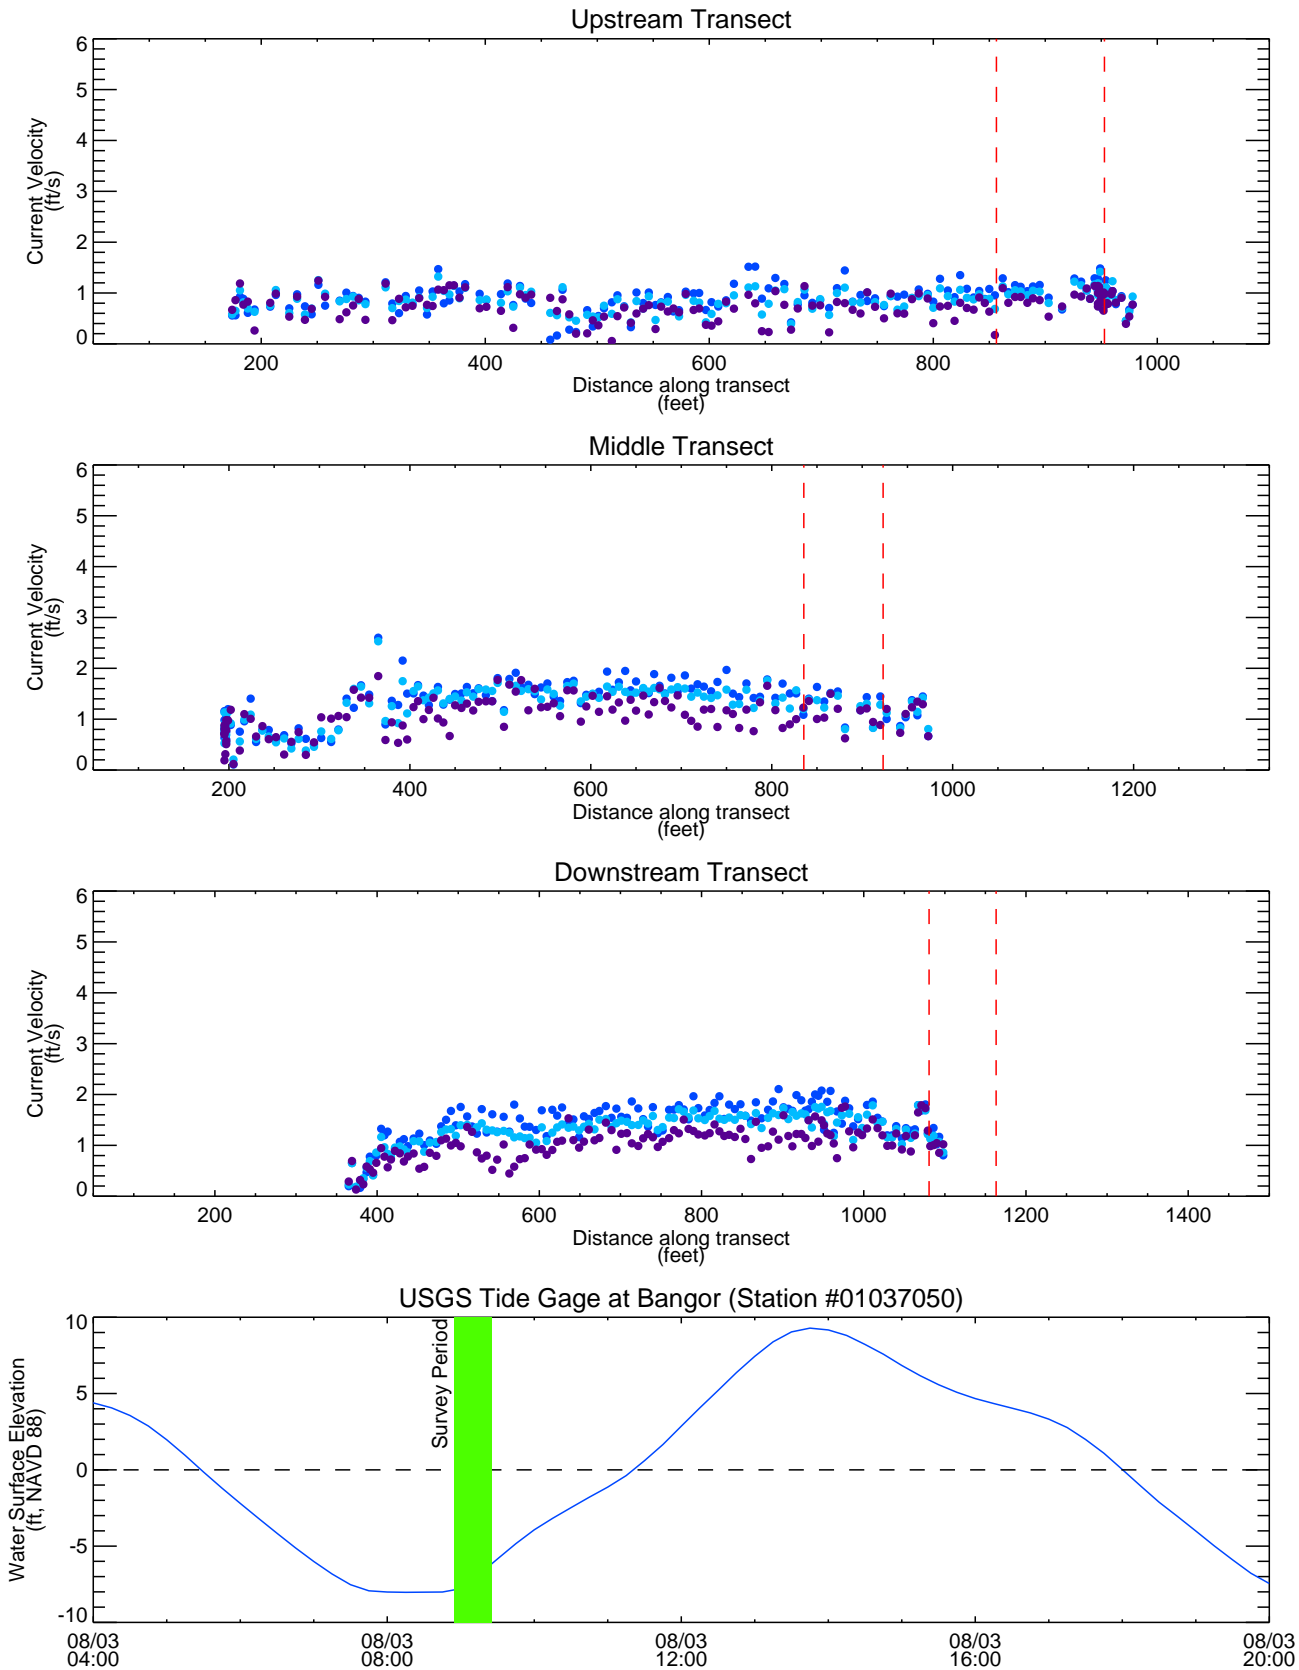 Upstream Transect
6
5
4
3
2
1
0
Current Velocity
(ft/s)
200 400 600 800 1000
Distance along transect
(feet)
Middle Transect
6
5
4
3
2
1
0
Current Velocity
(ft/s)
200 400 600 800 1000 1200
Distance along transect
(feet)
Downstream Transect
6
5
4
3
2
1
0
Current Velocity
(ft/s)
200 400 600 800 1000 1200 1400
Distance along transect
(feet)
USGS Tide Gage at Bangor (Station #01037050)
10
5
0
-5
-10
Water Surface Elevation
(ft, NAVD 88)
Survey Period
08/03 08/03 08/03 08/03 08/03
04:00 08:00 12:00 16:00 20:00